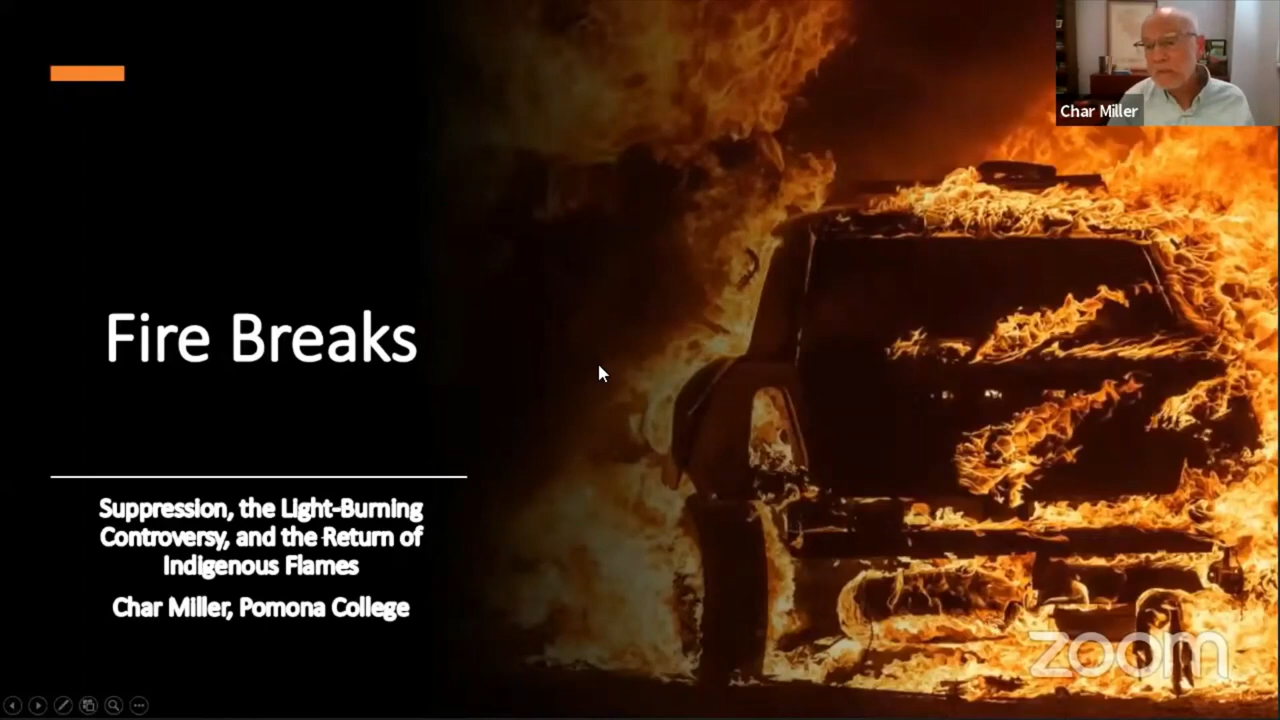 Char Miller
Fire Breaks
Suppression, the Light-Burning
Controversy, and the Return of
Indigenous Flames
Char Miller, Pomona College
zoom